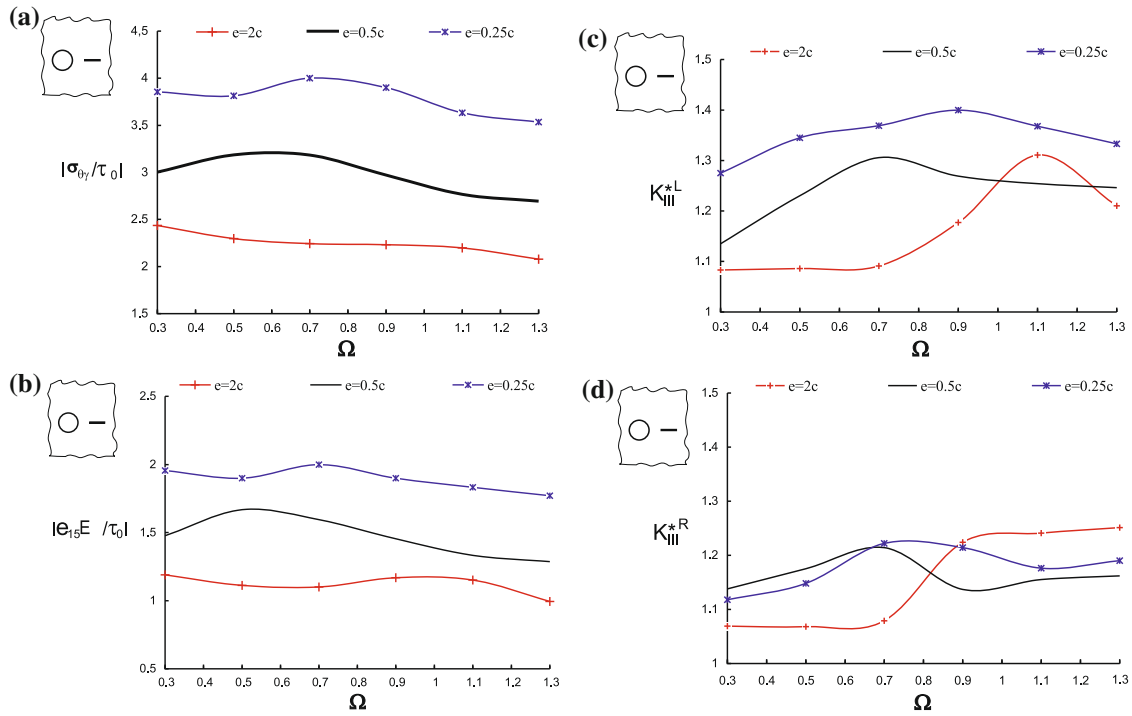 (a)
e=2c e=0.5c e=0.25c
4.5
4
3.5
3
2.5
2
1.5
|σθγ/τ0|
0.3 0.4 0.5 0.6 0.7 0.8 0.9 1 1.1 1.2 1.3
Ω
(b)
e=2c e=0.5c e=0.25c
2.5
2
1.5
1
0.5
|e15E /τ0|
0.3 0.4 0.5 0.6 0.7 0.8 0.9 1 1.1 1.2 1.3
Ω
(c)
e=2c e=0.5c e=0.25c
1.5
1.4
1.3
1.2
1.1
1
K*L III
0.3 0.4 0.5 0.6 0.7 0.8 0.9 1 1.1 1.2 1.3
Ω
(d)
e=2c e=0.5c e=0.25c
1.5
1.4
1.3
1.2
1.1
1
K*R III
0.3 0.4 0.5 0.6 0.7 0.8 0.9 1 1.1 1.2 1.3
Ω